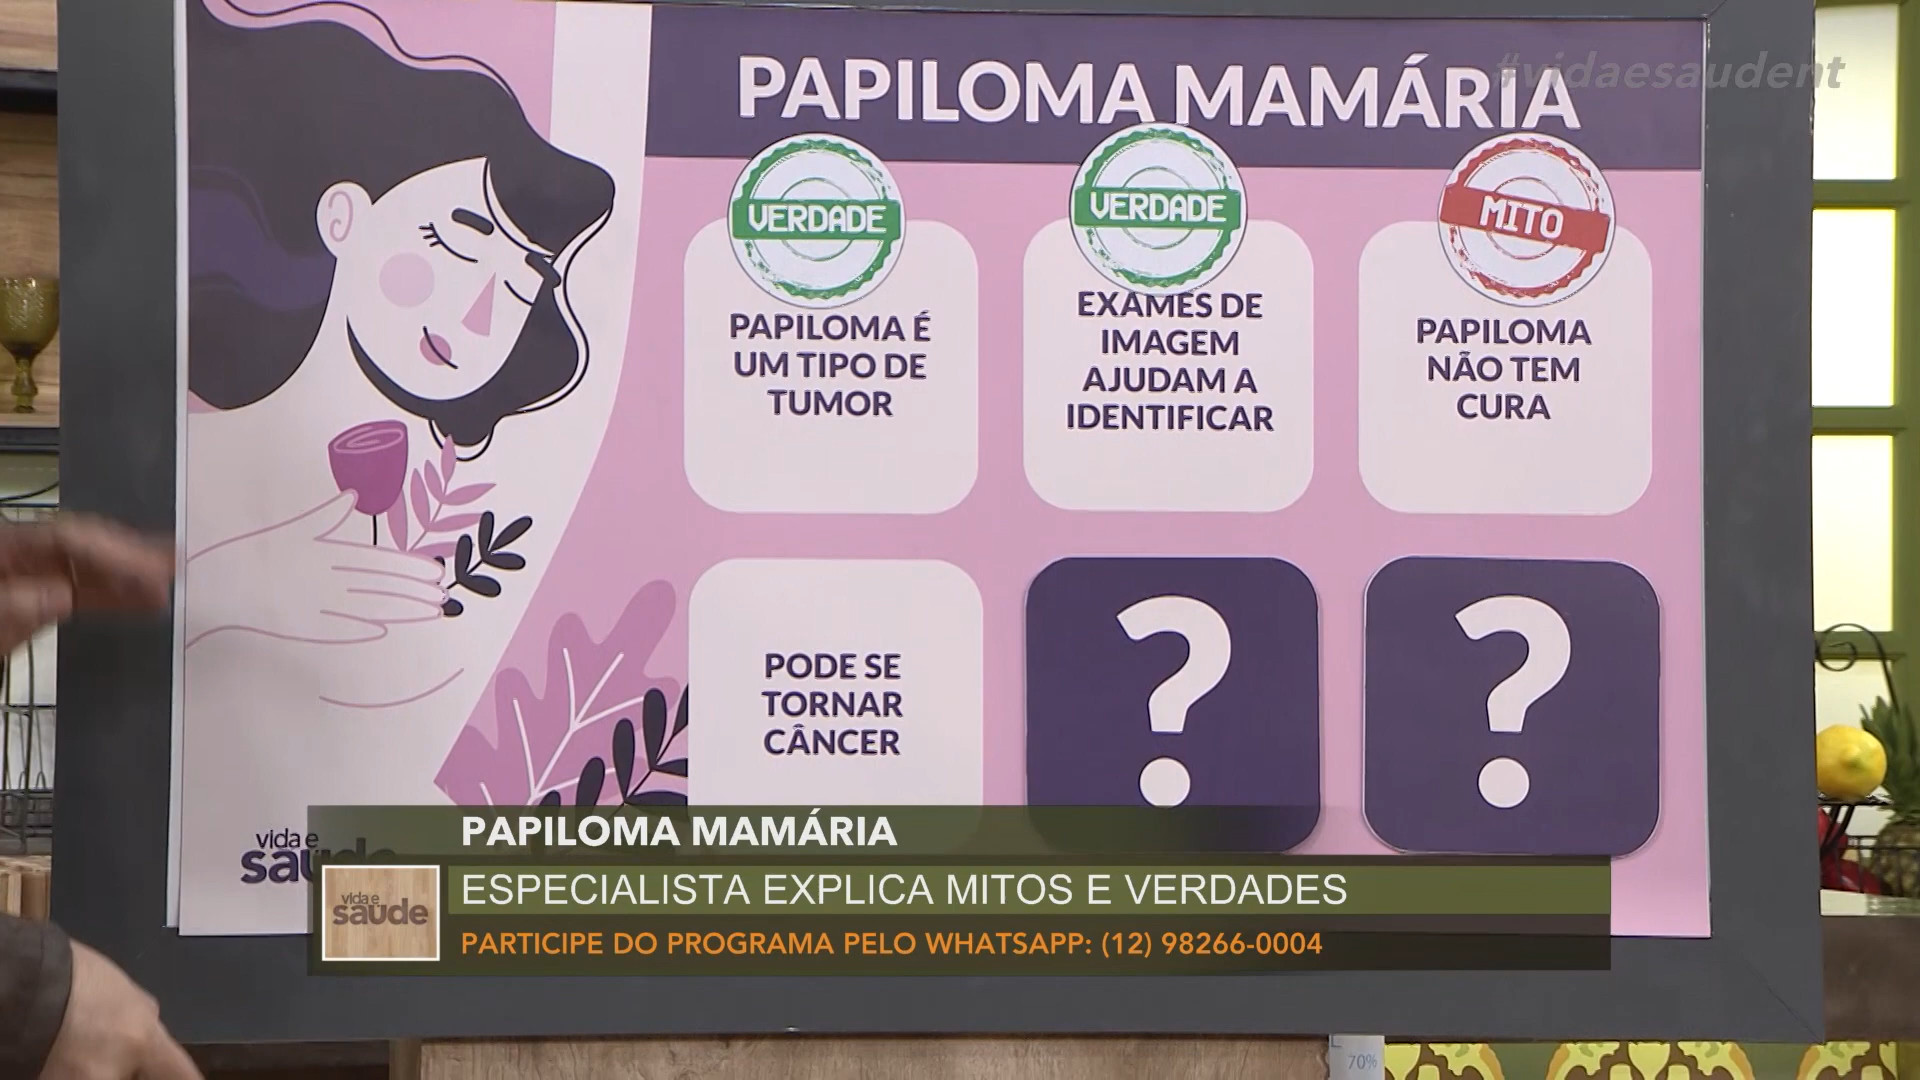 PAPILOMA MAMÁRIA
#vidaesaudent
VERDADE
PAPILOMA É
UM TIPO DE
TUMOR
VERDADE
EXAMES DE
IMAGEM
AJUDAM A
IDENTIFICAR
MITO
PAPILOMA
NÃO TEM
CURA
PODE SE
TORNAR
CÂNCER
?
?
vida e
saúde
PAPILOMA MAMÁRIA
vida e
saúde
ESPECIALISTA EXPLICA MITOS E VERDADES
PARTICIPE DO PROGRAMA PELO WHATSAPP: (12) 98266-0004
70%